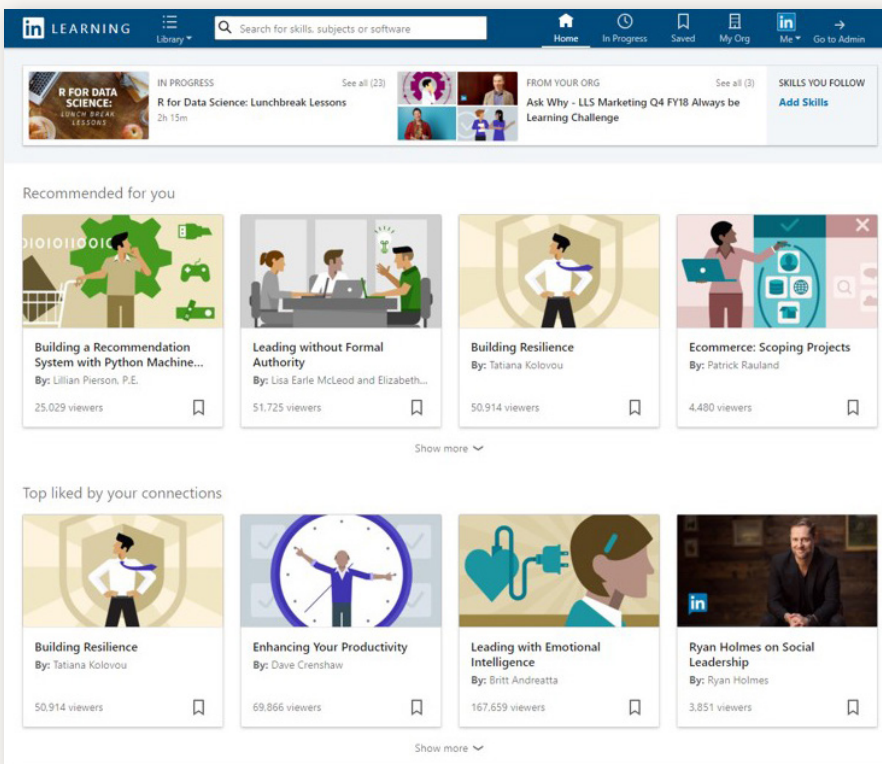 in LEARNING
Library
Search for skills, subjects or software
Home
In Progress
Saved
My Org
Me
Go to Admin
R FOR DATA
SCIENCE:
LUNCH BREAK
LESSONS
IN PROGRESS
See all (23)
R for Data Science: Lunchbreak Lessons
2h 15m
FROM YOUR ORG
See all (3)
Ask Why - LLS Marketing Q4 FY18 Always be
Learning Challenge
SKILLS YOU FOLLOW
Add Skills
Recommended for you
Building a Recommendation
System with Python Machine...
By: Lillian Pierson, P.E.
25,029 viewers
Leading without Formal
Authority
By: Lisa Earle McLeod and Elizabeth...
51,725 viewers
Building Resilience
By: Tatiana Kolovou
50,914 viewers
Ecommerce: Scoping Projects
By: Patrick Rauland
4,480 viewers
Show more
Top liked by your connections
Building Resilience
By: Tatiana Kolovou
50,914 viewers
Enhancing Your Productivity
By: Dave Crenshaw
69,866 viewers
Leading with Emotional
Intelligence
By: Britt Andreatta
167,659 viewers
in
Ryan Holmes on Social
Leadership
By: Ryan Holmes
3,851 viewers
Show more